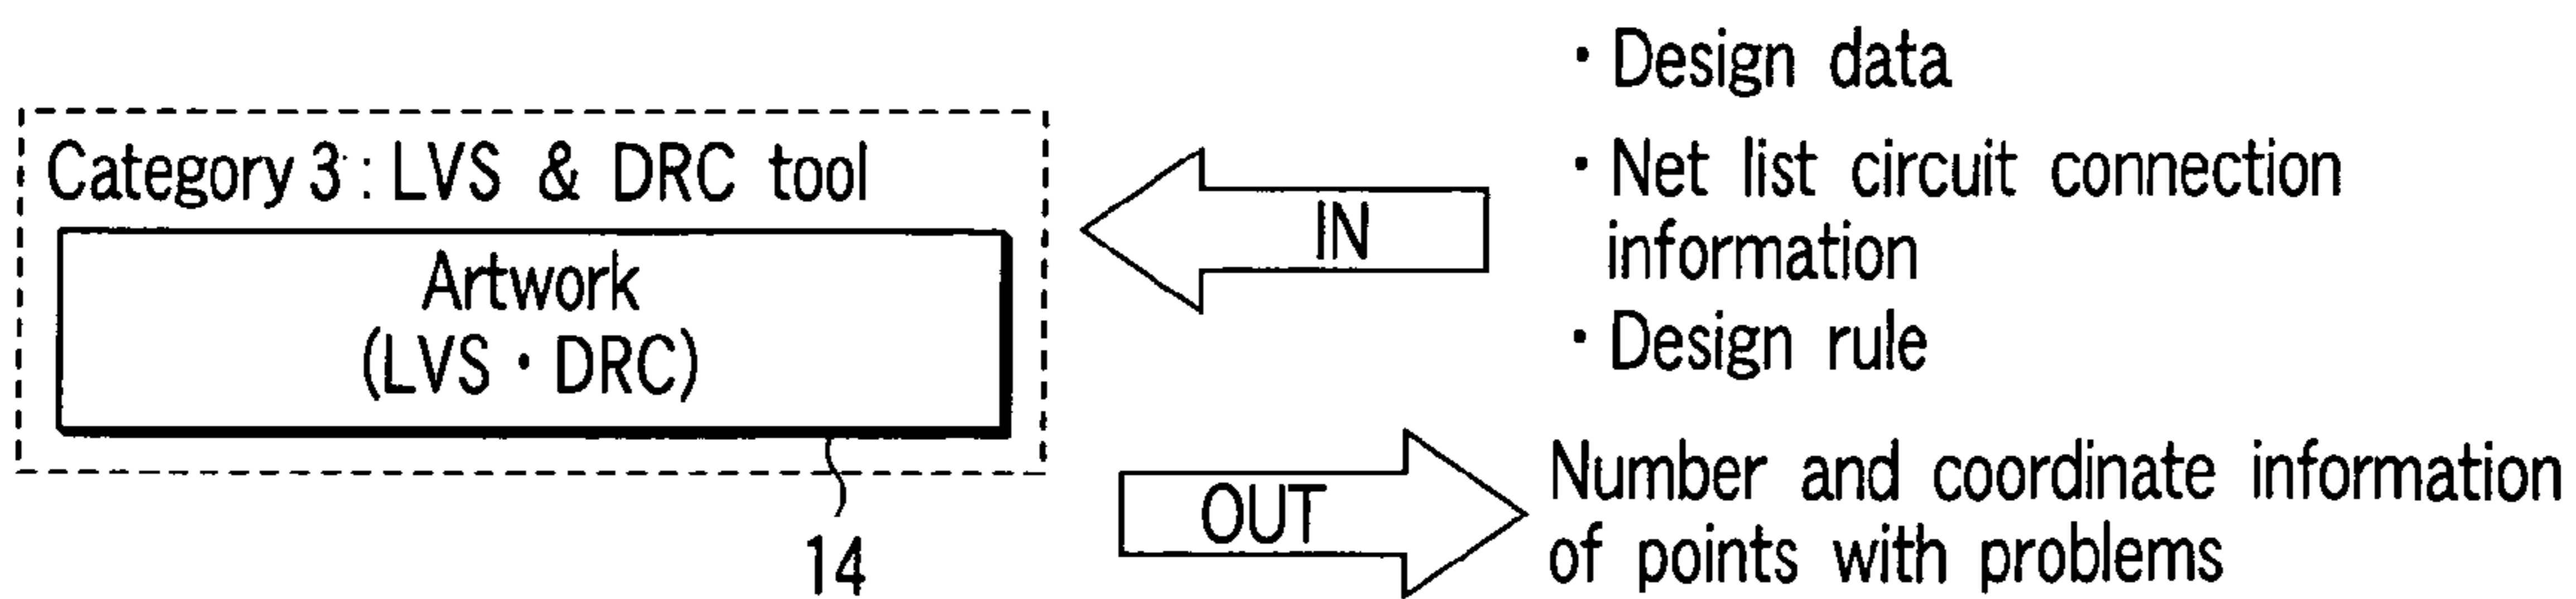 Category 3 : LVS & DRC tool
Artwork
(LVS・DRC)
14
IN
・Design data
・Net list circuit connection
information
・Design rule
OUT
Number and coordinate information
of points with problems